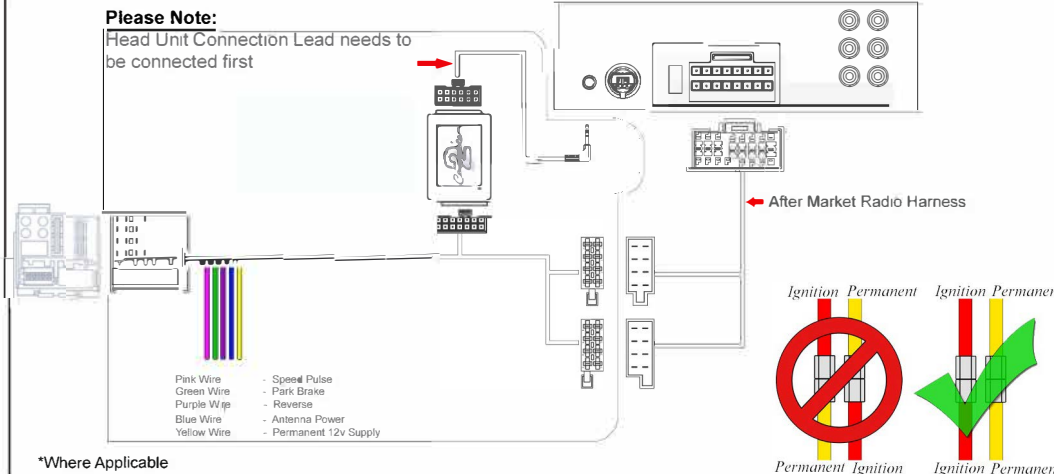 Please Note:
Head Unit Connection Lead needs to
be connected first
After Market Radio Harness
Ignition Permanent Ignition Permanen
Pink Wire - Speed Pulse
Green Wire - Park Brake
Purple Wire - Reverse
Blue Wire - Antenna Power
Yellow Wire - Permanent 12v Supply
*Where Applicable
Permanent Ignition Ignition Permanen